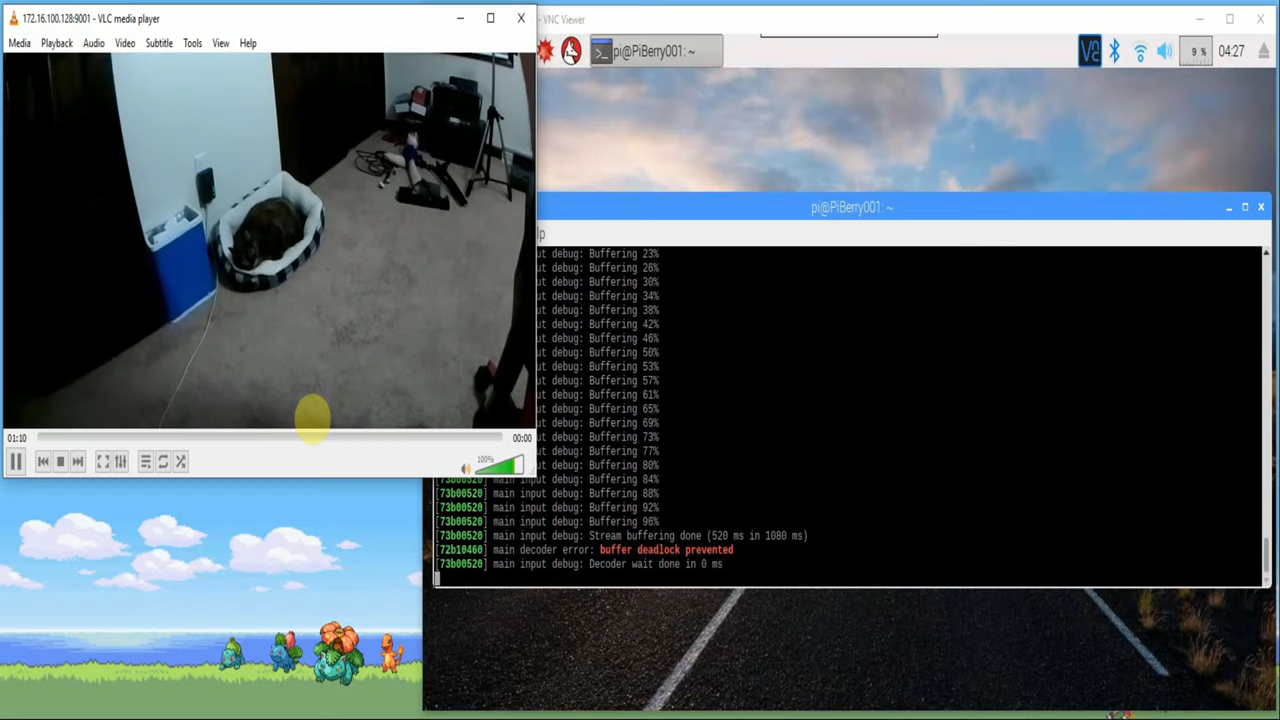 172.16.100.128:9001 - VLC media player
Media Playback Audio Video Subtitle Tools View Help
- VNC Viewer
pi@PiBerry001: ~
9 % 04:27
pi@PiBerry001: ~
lp
ut debug: Buffering 23%
ut debug: Buffering 26%
ut debug: Buffering 30%
ut debug: Buffering 34%
ut debug: Buffering 38%
ut debug: Buffering 42%
ut debug: Buffering 46%
ut debug: Buffering 50%
ut debug: Buffering 53%
ut debug: Buffering 57%
ut debug: Buffering 61%
ut debug: Buffering 65%
ut debug: Buffering 69%
ut debug: Buffering 73%
ut debug: Buffering 77%
ut debug: Buffering 80%
[73b00520] main input debug: Buffering 84%
[73b00520] main input debug: Buffering 88%
[73b00520] main input debug: Buffering 92%
[73b00520] main input debug: Buffering 96%
[73b00520] main input debug: Stream buffering done (520 ms in 1080 ms)
[72b10460] main decoder error: buffer deadlock prevented
[73b00520] main input debug: Decoder wait done in 0 ms
01:10 00:00
100%